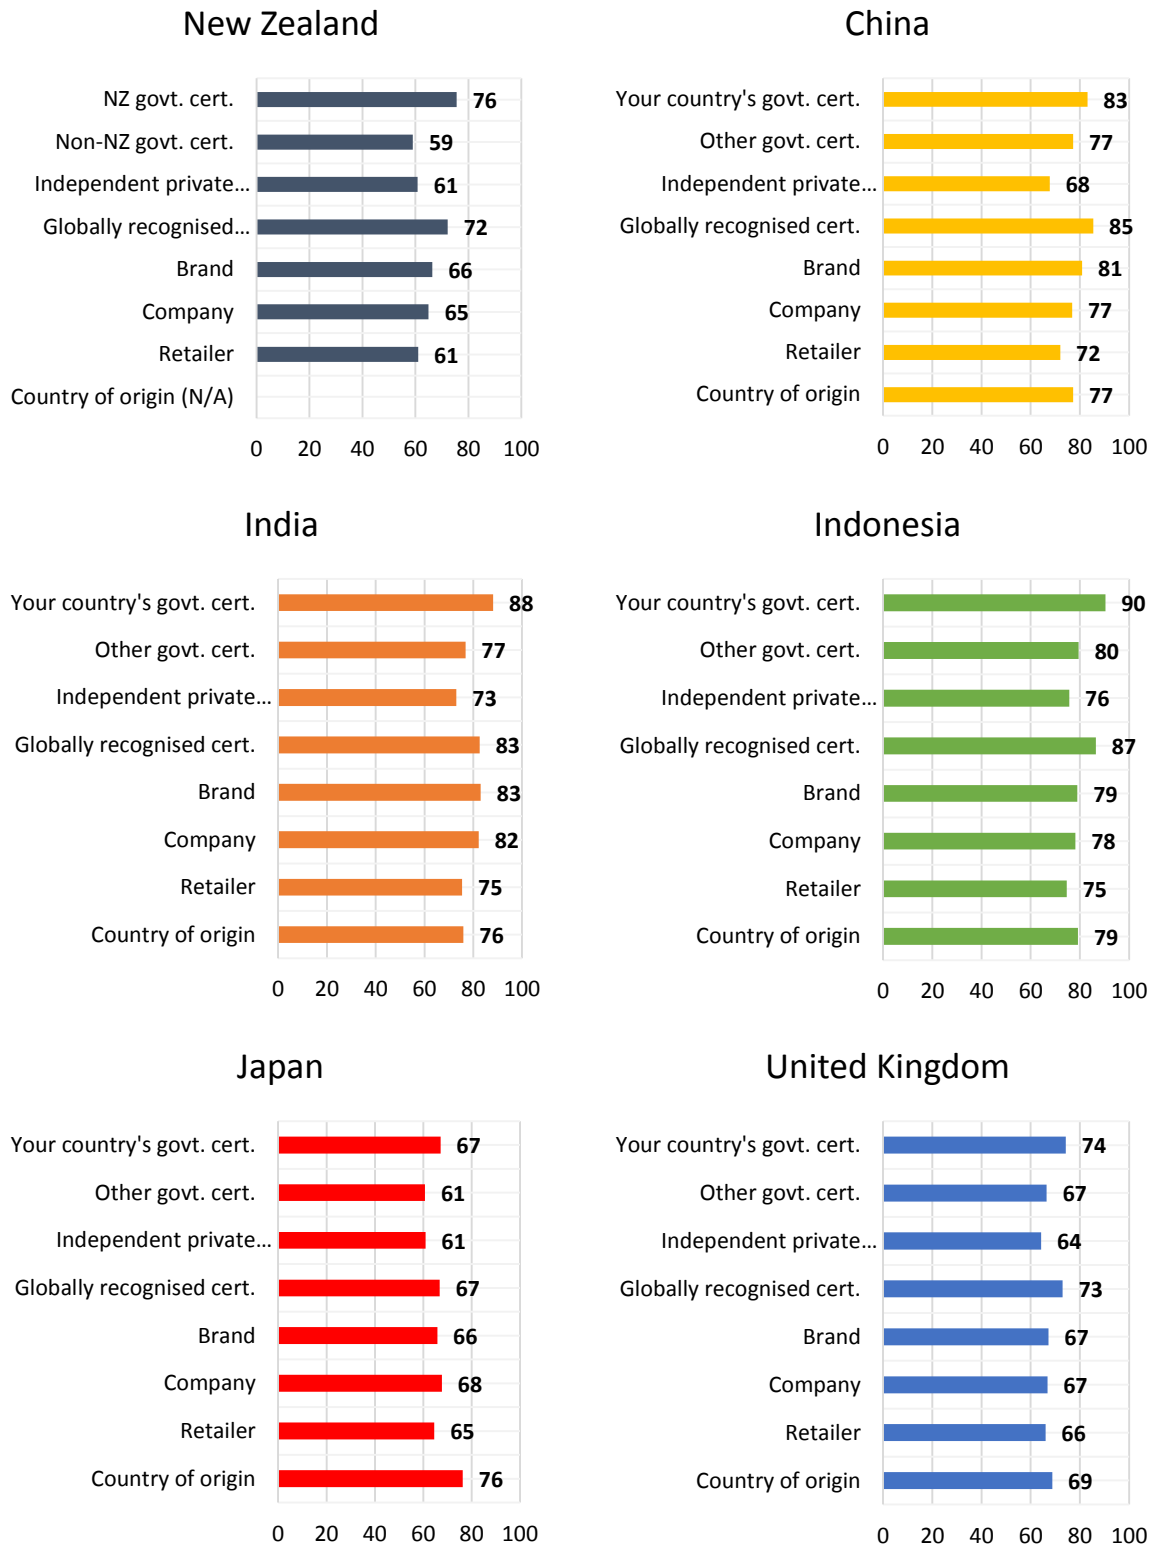 New Zealand
NZ govt. cert. 76
Non-NZ govt. cert. 59
Independent private... 61
Globally recognised... 72
Brand 66
Company 65
Retailer 61
Country of origin (N/A)
0 20 40 60 80 100
China
Your country's govt. cert. 83
Other govt. cert. 77
Independent private... 68
Globally recognised cert. 85
Brand 81
Company 77
Retailer 72
Country of origin 77
0 20 40 60 80 100
India
Your country's govt. cert. 88
Other govt. cert. 77
Independent private... 73
Globally recognised cert. 83
Brand 83
Company 82
Retailer 75
Country of origin 76
0 20 40 60 80 100
Indonesia
Your country's govt. cert. 90
Other govt. cert. 80
Independent private... 76
Globally recognised cert. 87
Brand 79
Company 78
Retailer 75
Country of origin 79
0 20 40 60 80 100
Japan
Your country's govt. cert. 67
Other govt. cert. 61
Independent private... 61
Globally recognised cert. 67
Brand 66
Company 68
Retailer 65
Country of origin 76
0 20 40 60 80 100
United Kingdom
Your country's govt. cert. 74
Other govt. cert. 67
Independent private... 64
Globally recognised cert. 73
Brand 67
Company 67
Retailer 66
Country of origin 69
0 20 40 60 80 100